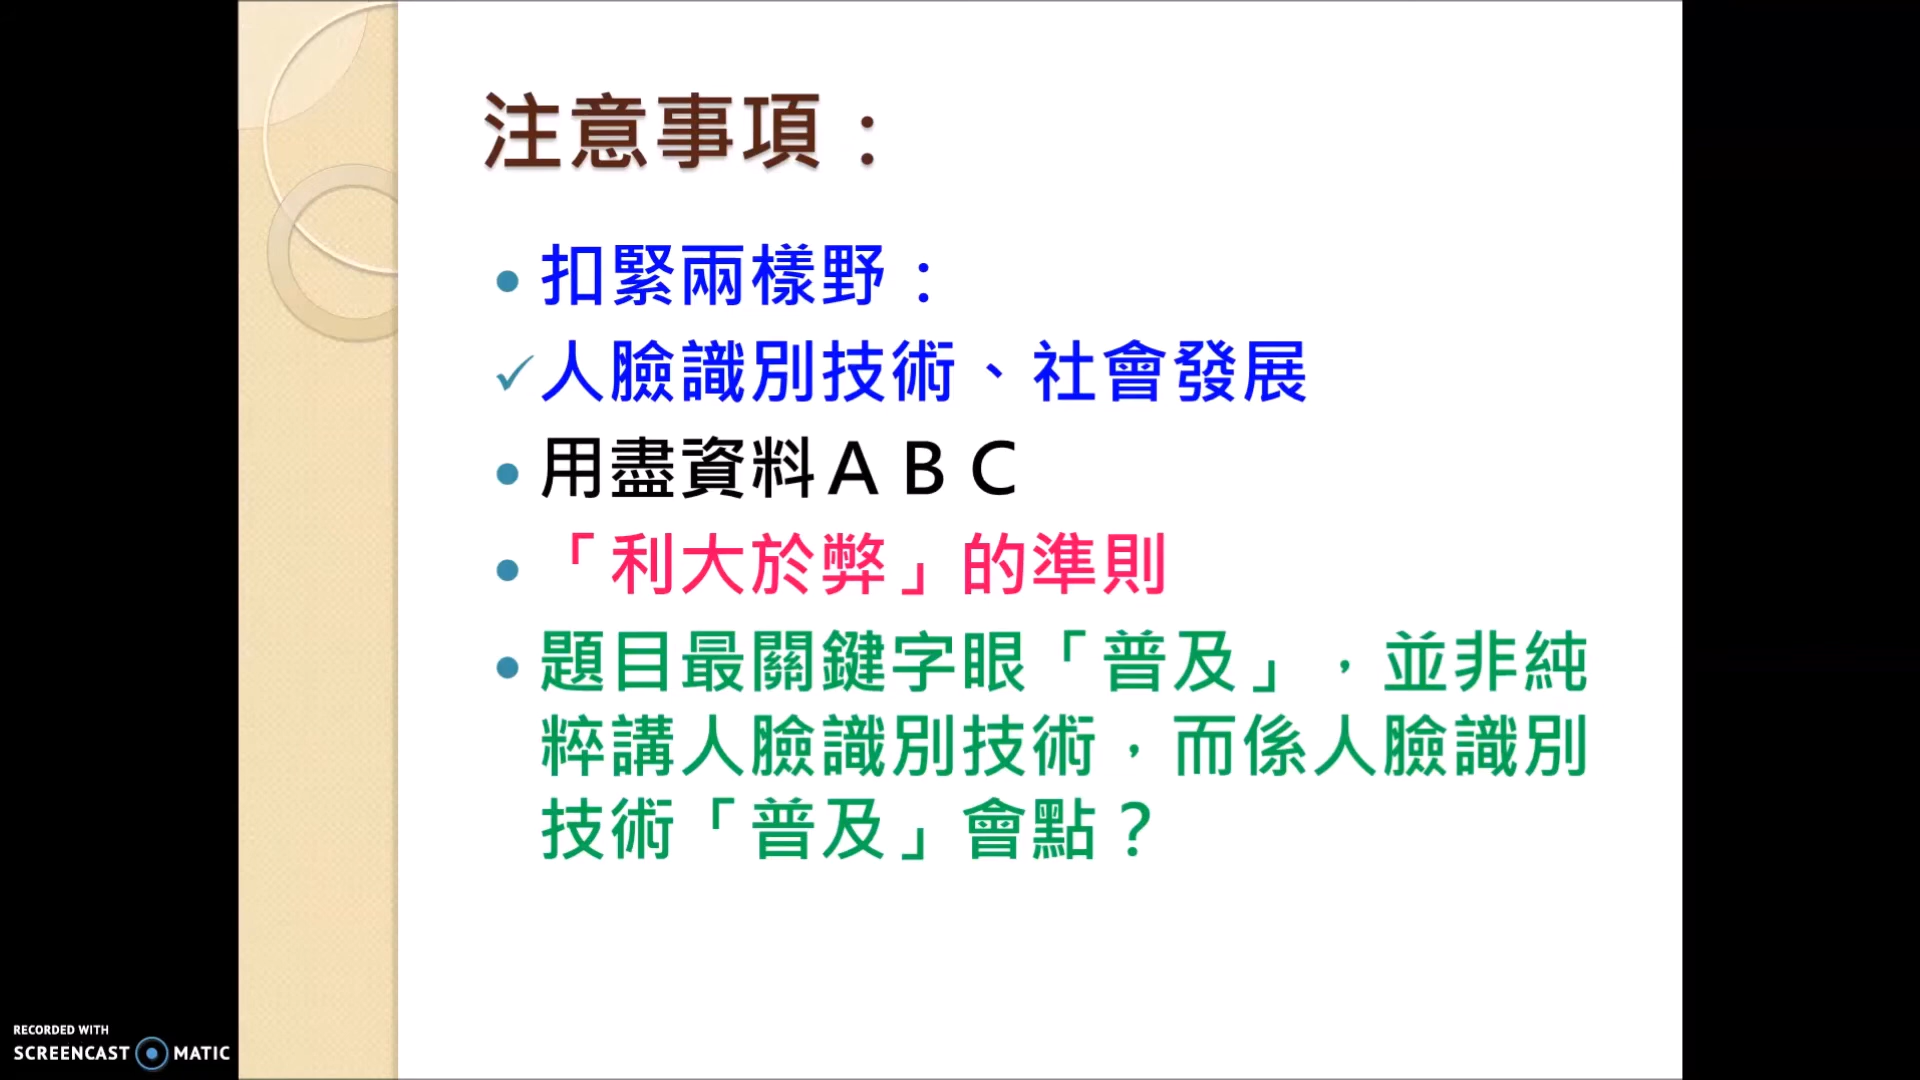 注意事項：
扣緊兩樣野：
人臉識別技術、社會發展
用盡資料ＡＢＣ
「利大於弊」的準則
題目最關鍵字眼「普及」，並非純
粹講人臉識別技術，而係人臉識別
技術「普及」會點？
RECORDED WITH
SCREENCAST MATIC